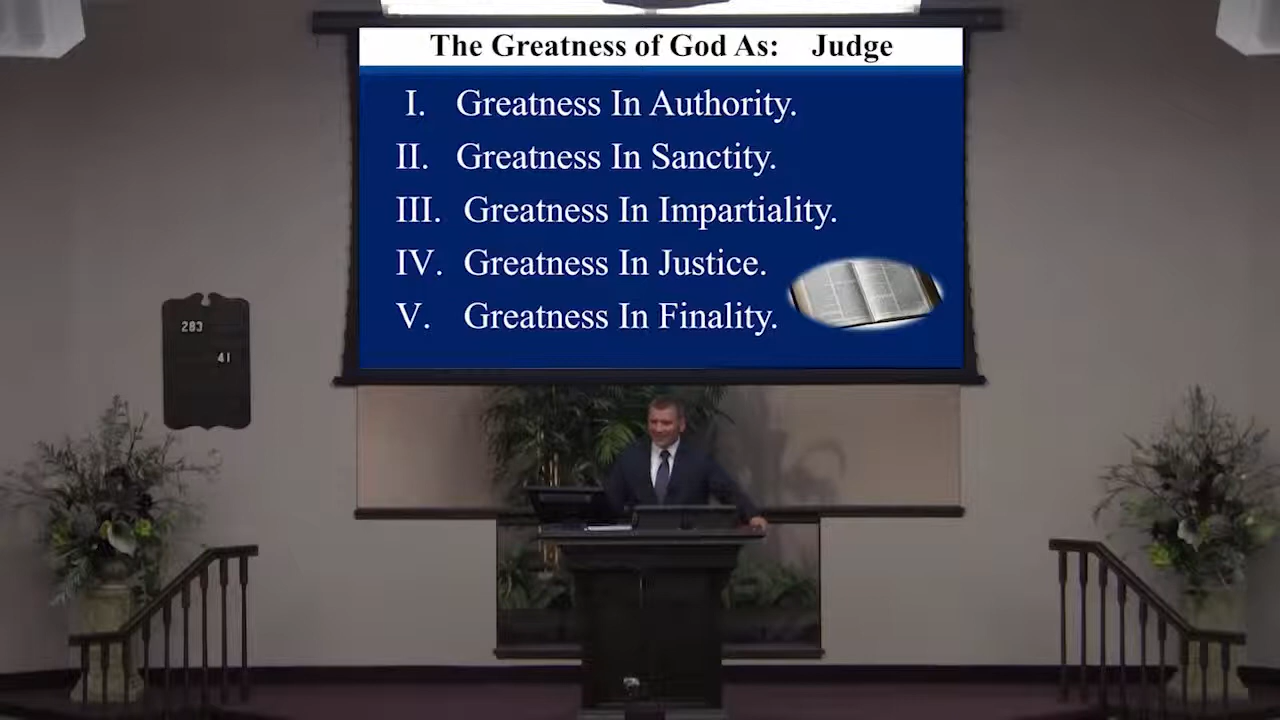 The Greatness of God As: Judge
I. Greatness In Authority.
II. Greatness In Sanctity.
III. Greatness In Impartiality.
IV. Greatness In Justice.
V. Greatness In Finality.
203
41